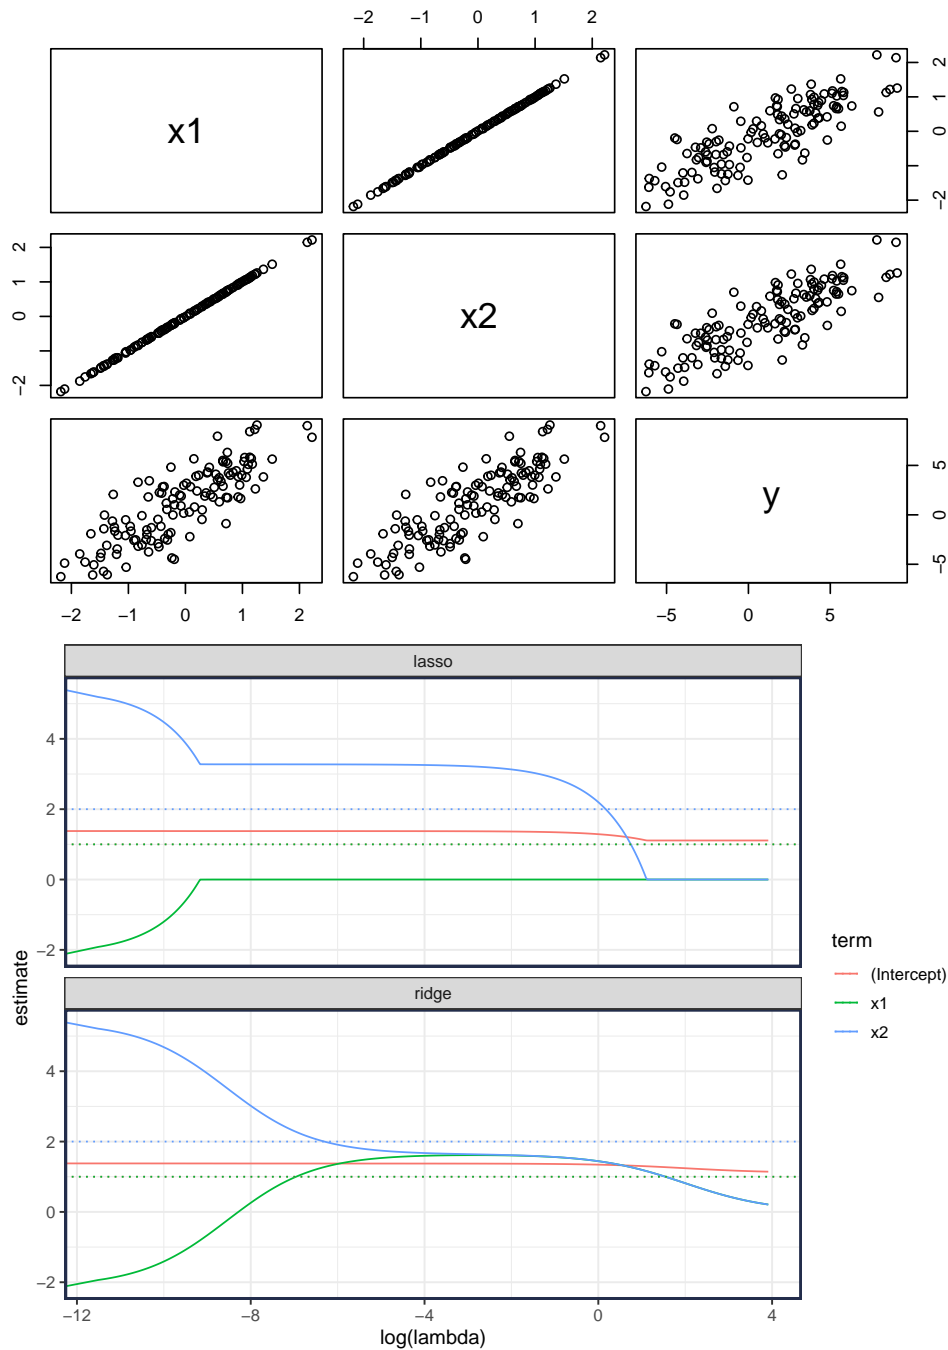 −2 −1 0 1 2
x1
−2 0 1 2
−2 0 1 2
x2
y
−5 0 5
−2 −1 0 1 2
−5 0 5
lasso
4
2
0
−2
ridge
4
2
0
−2
−12 −8 −4 0 4
log(lambda)
estimate
term
(Intercept)
x1
x2